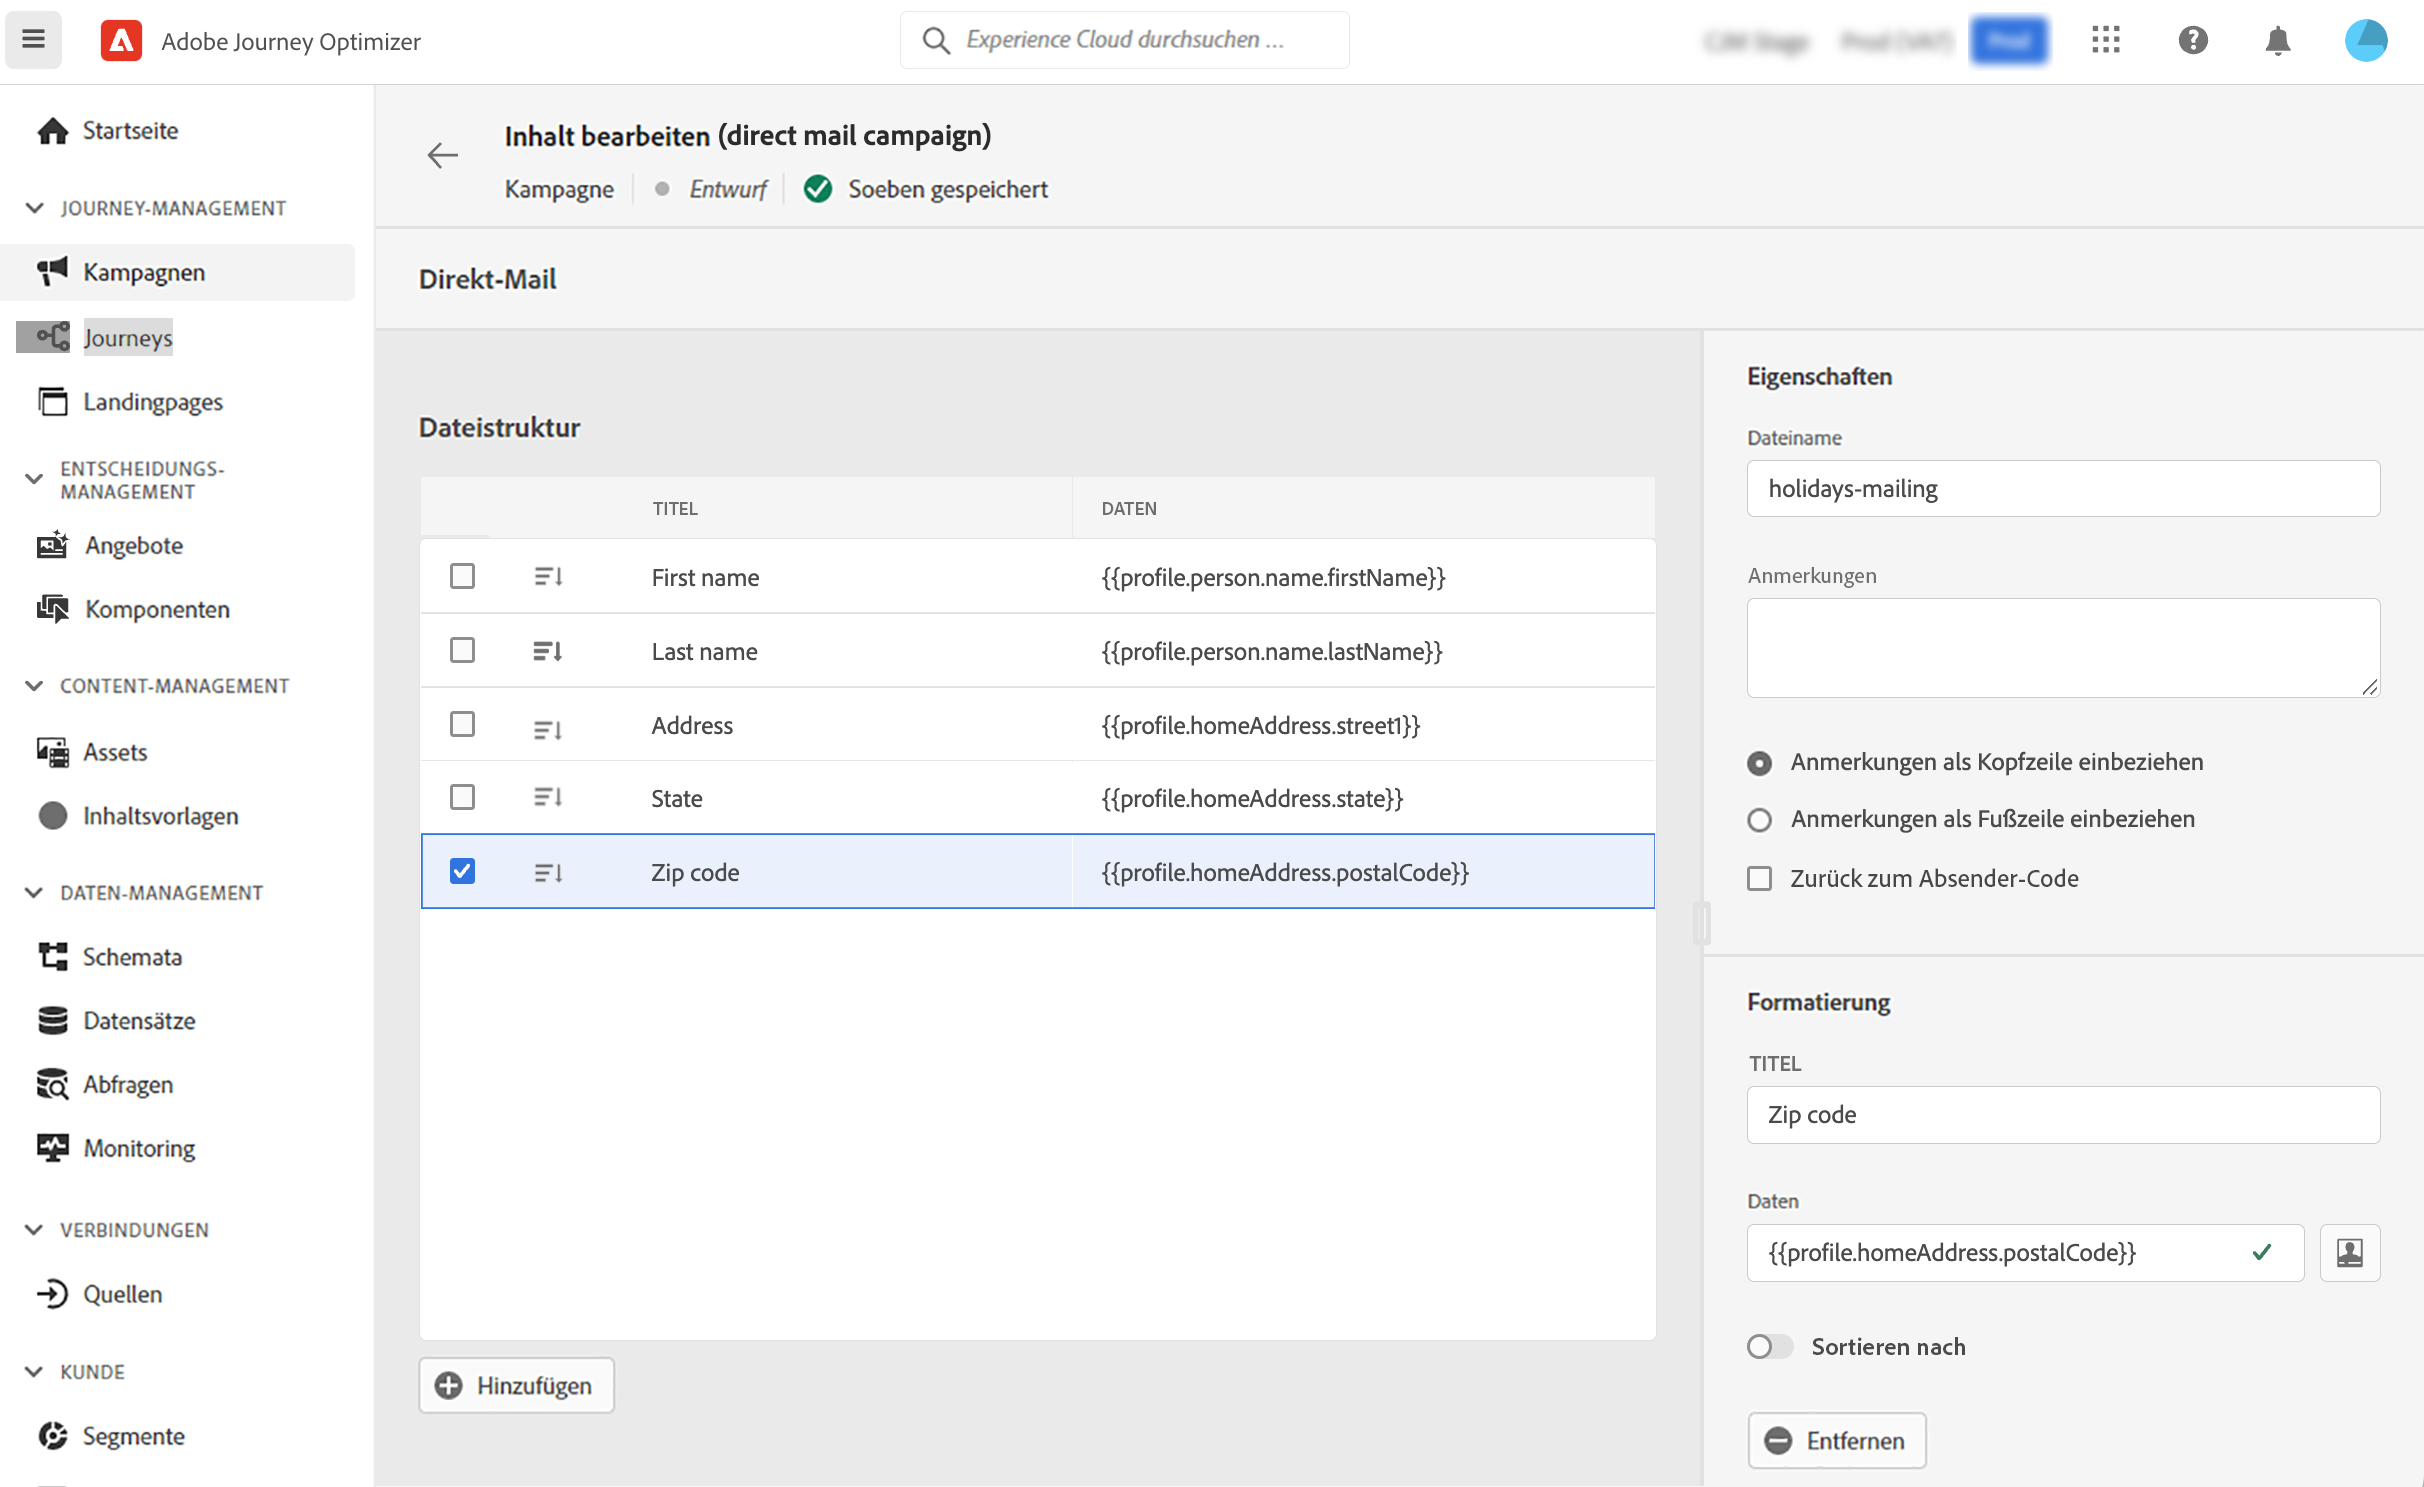 Adobe Journey Optimizer
Experience Cloud durchsuchen ...
Startseite
JOURNEY-MANAGEMENT
Kampagnen
Journeys
Landingpages
ENTSCHEIDUNGS-
MANAGEMENT
Angebote
Komponenten
CONTENT-MANAGEMENT
Assets
Inhaltsvorlagen
DATEN-MANAGEMENT
Schemata
Datensätze
Abfragen
Monitoring
VERBINDUNGEN
Quellen
KUNDE
Segmente
Inhalt bearbeiten (direct mail campaign)
Kampagne Entwurf Soeben gespeichert
Direkt-Mail
Dateistruktur
TITEL DATEN
First name {{profile.person.name.firstName}}
Last name {{profile.person.name.lastName}}
Address {{profile.homeAddress.street1}}
State {{profile.homeAddress.state}}
Zip code {{profile.homeAddress.postalCode}}
Hinzufügen
Eigenschaften
Dateiname
holidays-mailing
Anmerkungen
Anmerkungen als Kopfzeile einbeziehen
Anmerkungen als Fußzeile einbeziehen
Zurück zum Absender-Code
Formatierung
TITEL
Zip code
Daten
{{profile.homeAddress.postalCode}}
Sortieren nach
Entfernen